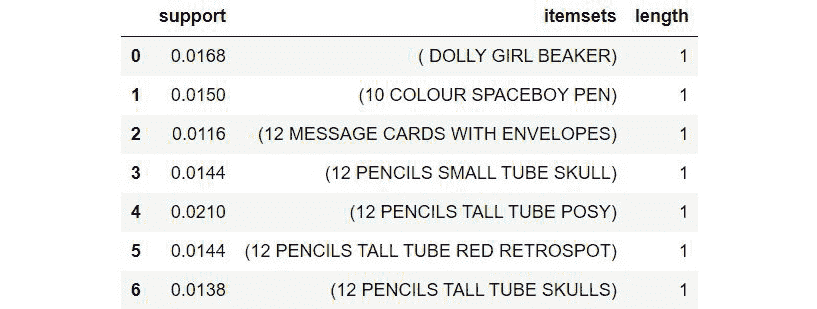 support itemsets length
0 0.0168 ( DOLLY GIRL BEAKER) 1
1 0.0150 (10 COLOUR SPACEBOY PEN) 1
2 0.0116 (12 MESSAGE CARDS WITH ENVELOPES) 1
3 0.0144 (12 PENCILS SMALL TUBE SKULL) 1
4 0.0210 (12 PENCILS TALL TUBE POSY) 1
5 0.0144 (12 PENCILS TALL TUBE RED RETROSPOT) 1
6 0.0138 (12 PENCILS TALL TUBE SKULLS) 1